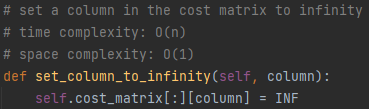 # set a column in the cost matrix to infinity
# time complexity: O(n)
# space complexity: O(1)
def set_column_to_infinity(self, column):
    self.cost_matrix[:][column] = INF